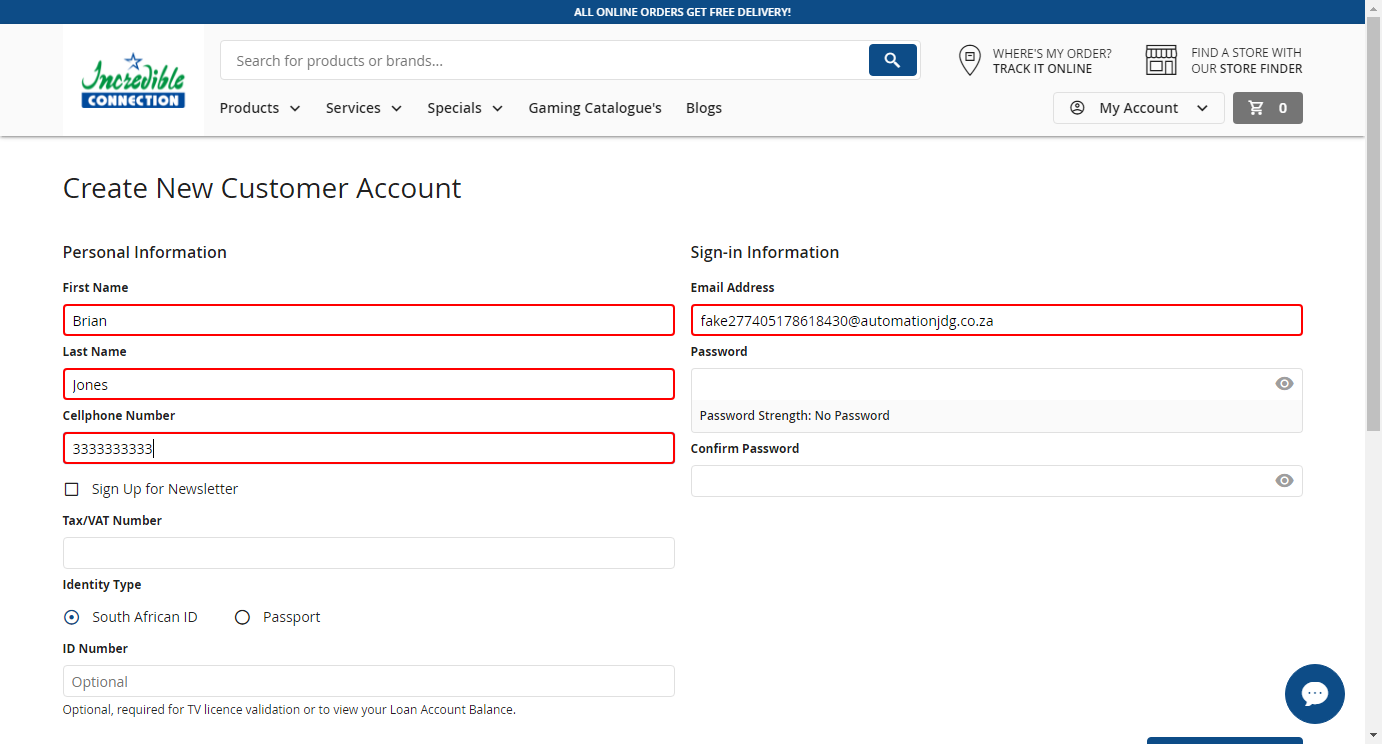 ALL ONLINE ORDERS GET FREE DELIVERY!
Incredible
CONNECTION
Search for products or brands...
WHERE'S MY ORDER?
TRACK IT ONLINE
FIND A STORE WITH
OUR STORE FINDER
Products
Services
Specials
Gaming Catalogue's
Blogs
My Account
0
Create New Customer Account
Personal Information
First Name
Brian
Last Name
Jones
Cellphone Number
3333333333
Sign Up for Newsletter
Tax/VAT Number
Identity Type
South African ID
Passport
ID Number
Optional
Optional, required for TV licence validation or to view your Loan Account Balance.
Sign-in Information
Email Address
fake277405178618430@automationjdg.co.za
Password
Password Strength: No Password
Confirm Password